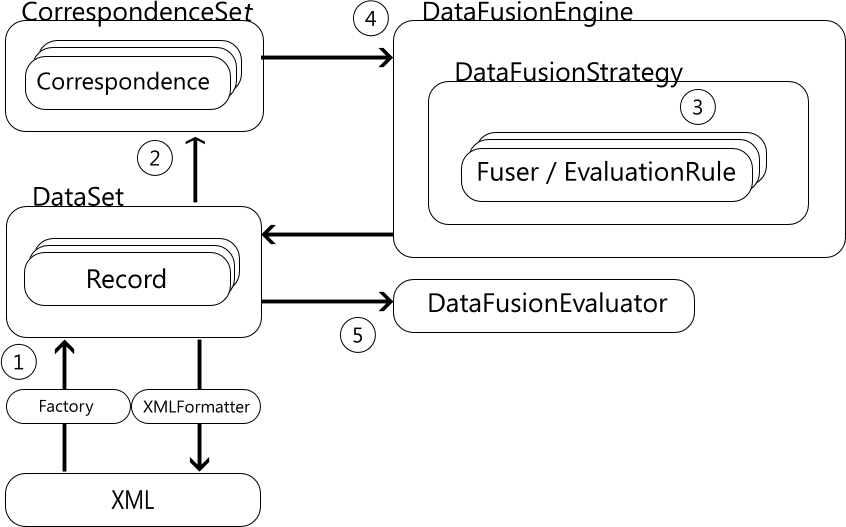 CorrespondenceSet
4
DataFusionEngine
Correspondence
DataFusionStrategy
3
2
Fuser / EvaluationRule
DataSet
Record
DataFusionEvaluator
5
1
Factory
XMLFormatter
XML